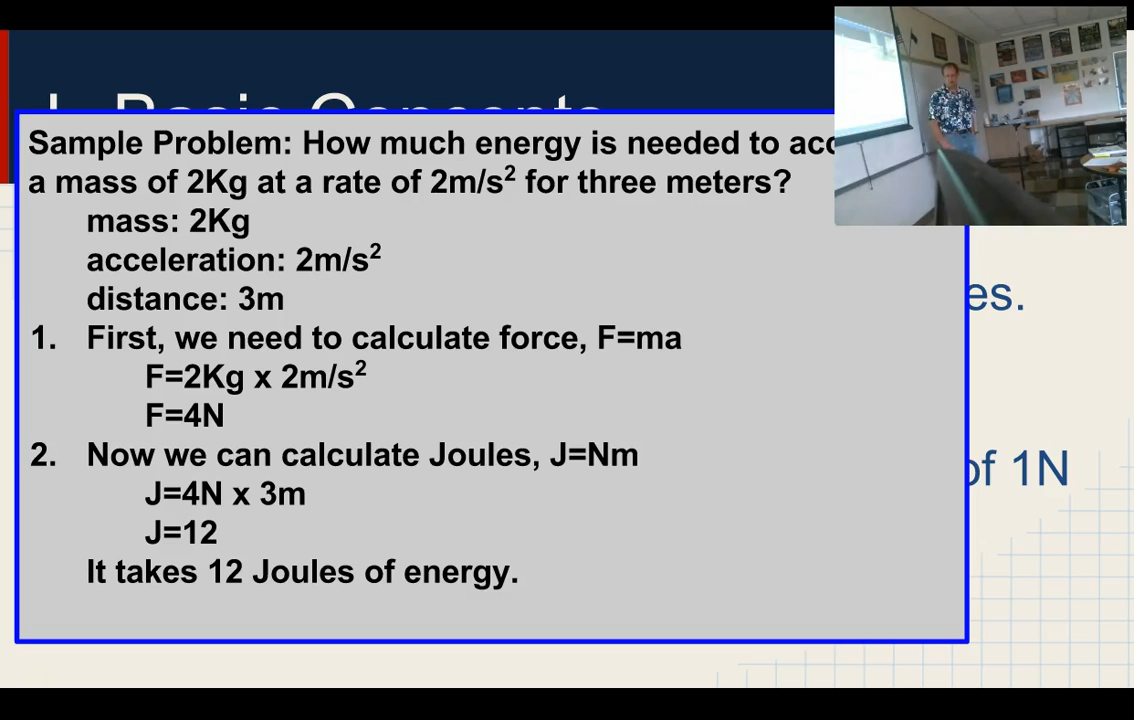 Sample Problem: How much energy is needed to
a mass of 2Kg at a rate of 2m/s² for three meters?
mass: 2Kg
acceleration: 2m/s²
distance: 3m
es.
1. First, we need to calculate force, F=ma
F=2Kg x 2m/s²
F=4N
2. Now we can calculate Joules, J=Nm
of 1N
J=4N x 3m
J=12
It takes 12 Joules of energy.